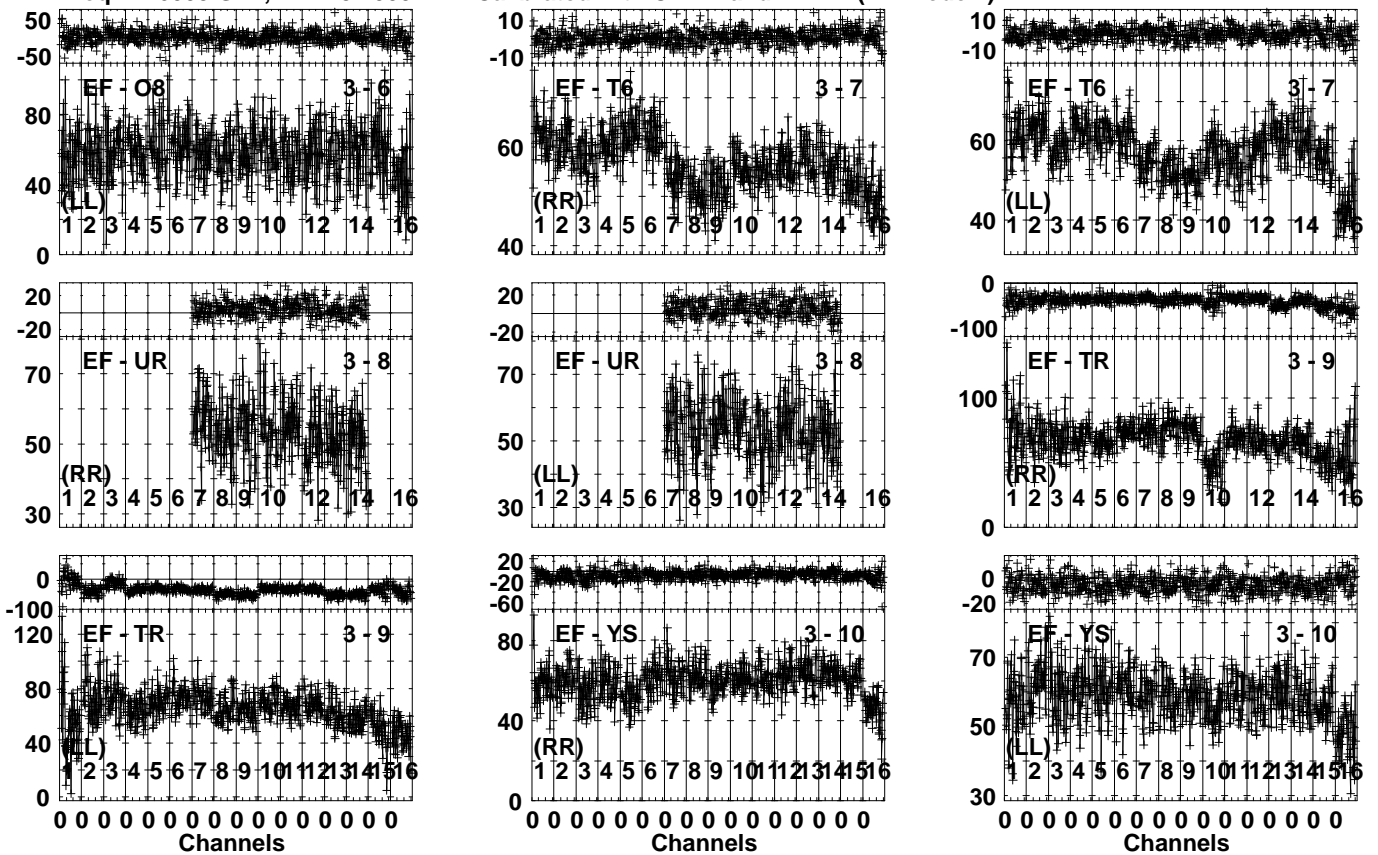 50
-50
EF - O8 3 - 6
80
40
(LL)
1 2 3 4 5 6 7 8 9 10 12 14 16
0
10
-10
EF - T6 3 - 7
60
(RR)
1 2 3 4 5 6 7 8 9 10 12 14 16
40
10
-10
EF - T6 3 - 7
60
40
(LL)
1 2 3 4 5 6 7 8 9 10 12 14 16
20
-20
EF - UR 3 - 8
70
50
(RR)
1 2 3 4 5 6 7 8 9 10 12 14 16
30
20
-20
EF - UR 3 - 8
70
50
(LL)
1 2 3 4 5 6 7 8 9 10 12 14 16
30
0
-100
EF - TR 3 - 9
100
(RR)
1 2 3 4 5 6 7 8 9 10 12 14 16
0
0
-100
EF - TR 3 - 9
120
80
40
(LL)
1 2 3 4 5 6 7 8 9 10 11 12 13 14 15 16
0
0 0 0 0 0 0 0 0 0 0 0 0 0 0 0 0
Channels
20
-20
-60
EF - YS 3 - 10
80
40
(RR)
1 2 3 4 5 6 7 8 9 10 11 12 13 14 15 16
0
0 0 0 0 0 0 0 0 0 0 0 0 0 0 0 0
Channels
0
-20
EF - YS 3 - 10
70
50
(LL)
1 2 3 4 5 6 7 8 9 10 11 12 13 14 15 16
30
0 0 0 0 0 0 0 0 0 0 0 0 0 0 0 0
Channels